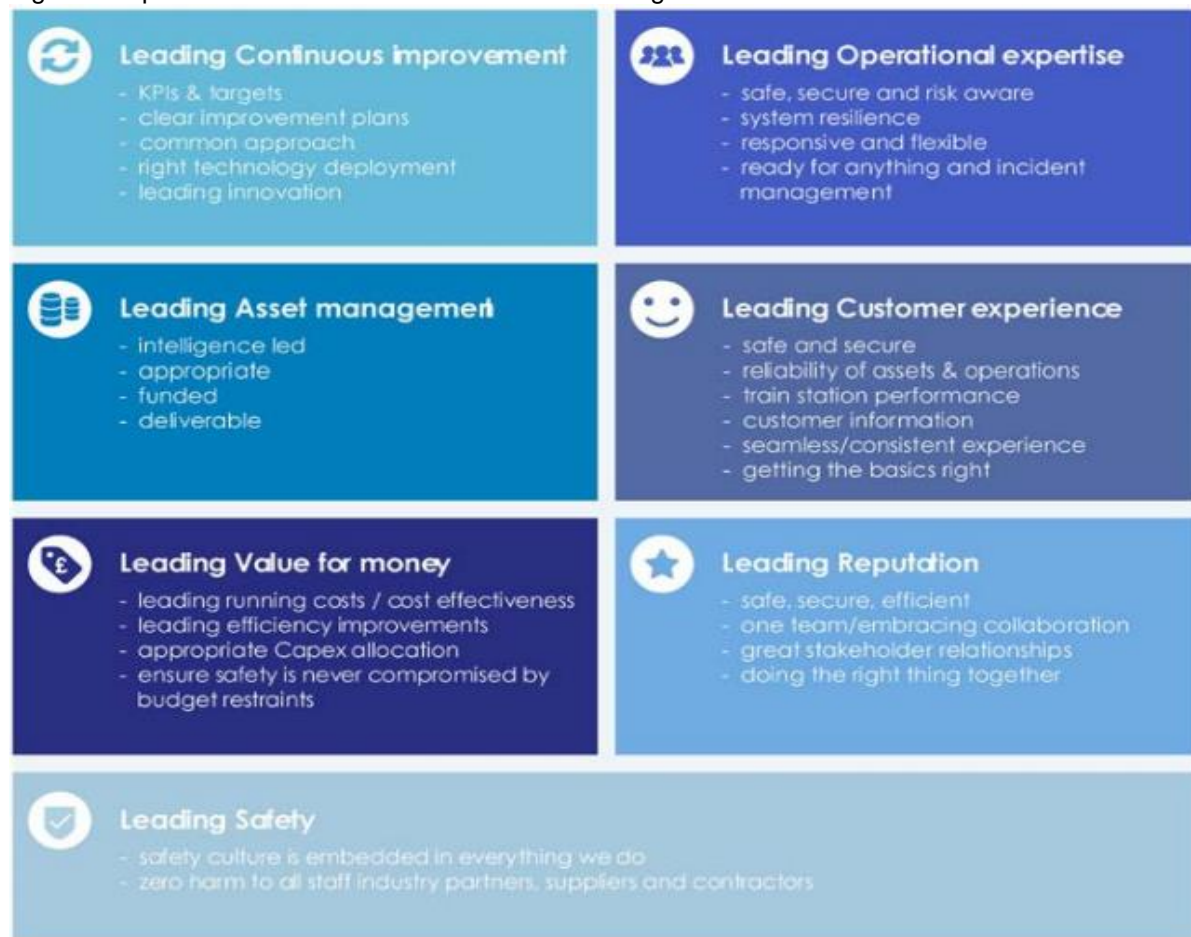 Leading Continuous improvement
- KPIs & targets
- clear improvement plans
- common approach
- right technology deployment
- leading innovation
Leading Operational expertise
- safe, secure and risk aware
- system resilience
- responsive and flexible
- ready for anything and incident
management
Leading Asset management
- intelligence led
- appropriate
- funded
- deliverable
Leading Customer experience
- safe and secure
- reliability of assets & operations
- train station performance
- customer information
- seamless/consistent experience
- getting the basics right
£
Leading Value for money
- leading running costs / cost effectiveness
- leading efficiency improvements
- appropriate Capex allocation
- ensure safety is never compromised by
budget restraints
Leading Reputation
- safe, secure, efficient
- one team/embracing collaboration
- great stakeholder relationships
- doing the right thing together
Leading Safety
- safety culture is embedded in everything we do
- zero harm to all staff industry partners, suppliers and contractors